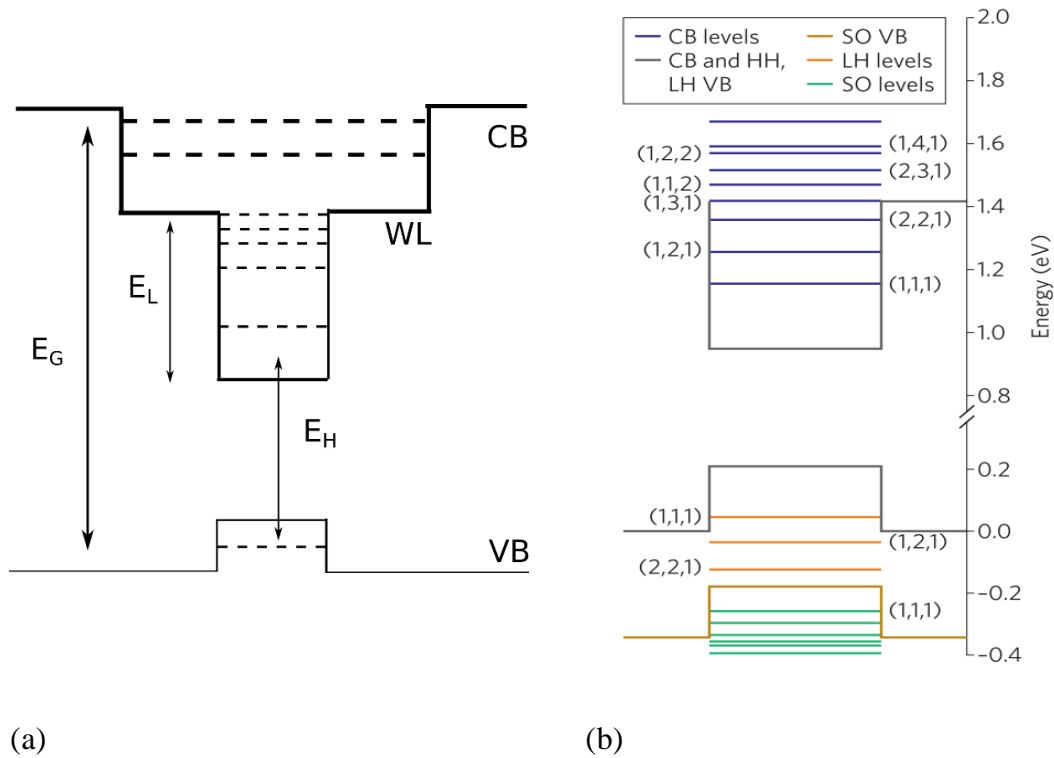 CB
WL
E_L
E_G
E_H
VB
(a)
CB levels
CB and HH,
LH VB
SO VB
LH levels
SO levels
2.0
1.8
1.6
1.4
1.2
1.0
0.8
0.2
0.0
−0.2
−0.4
Energy (eV)
(1,2,2)
(1,1,2)
(1,3,1)
(1,2,1)
(1,4,1)
(2,3,1)
(2,2,1)
(1,1,1)
(1,1,1)
(2,2,1)
(1,2,1)
(1,1,1)
(b)